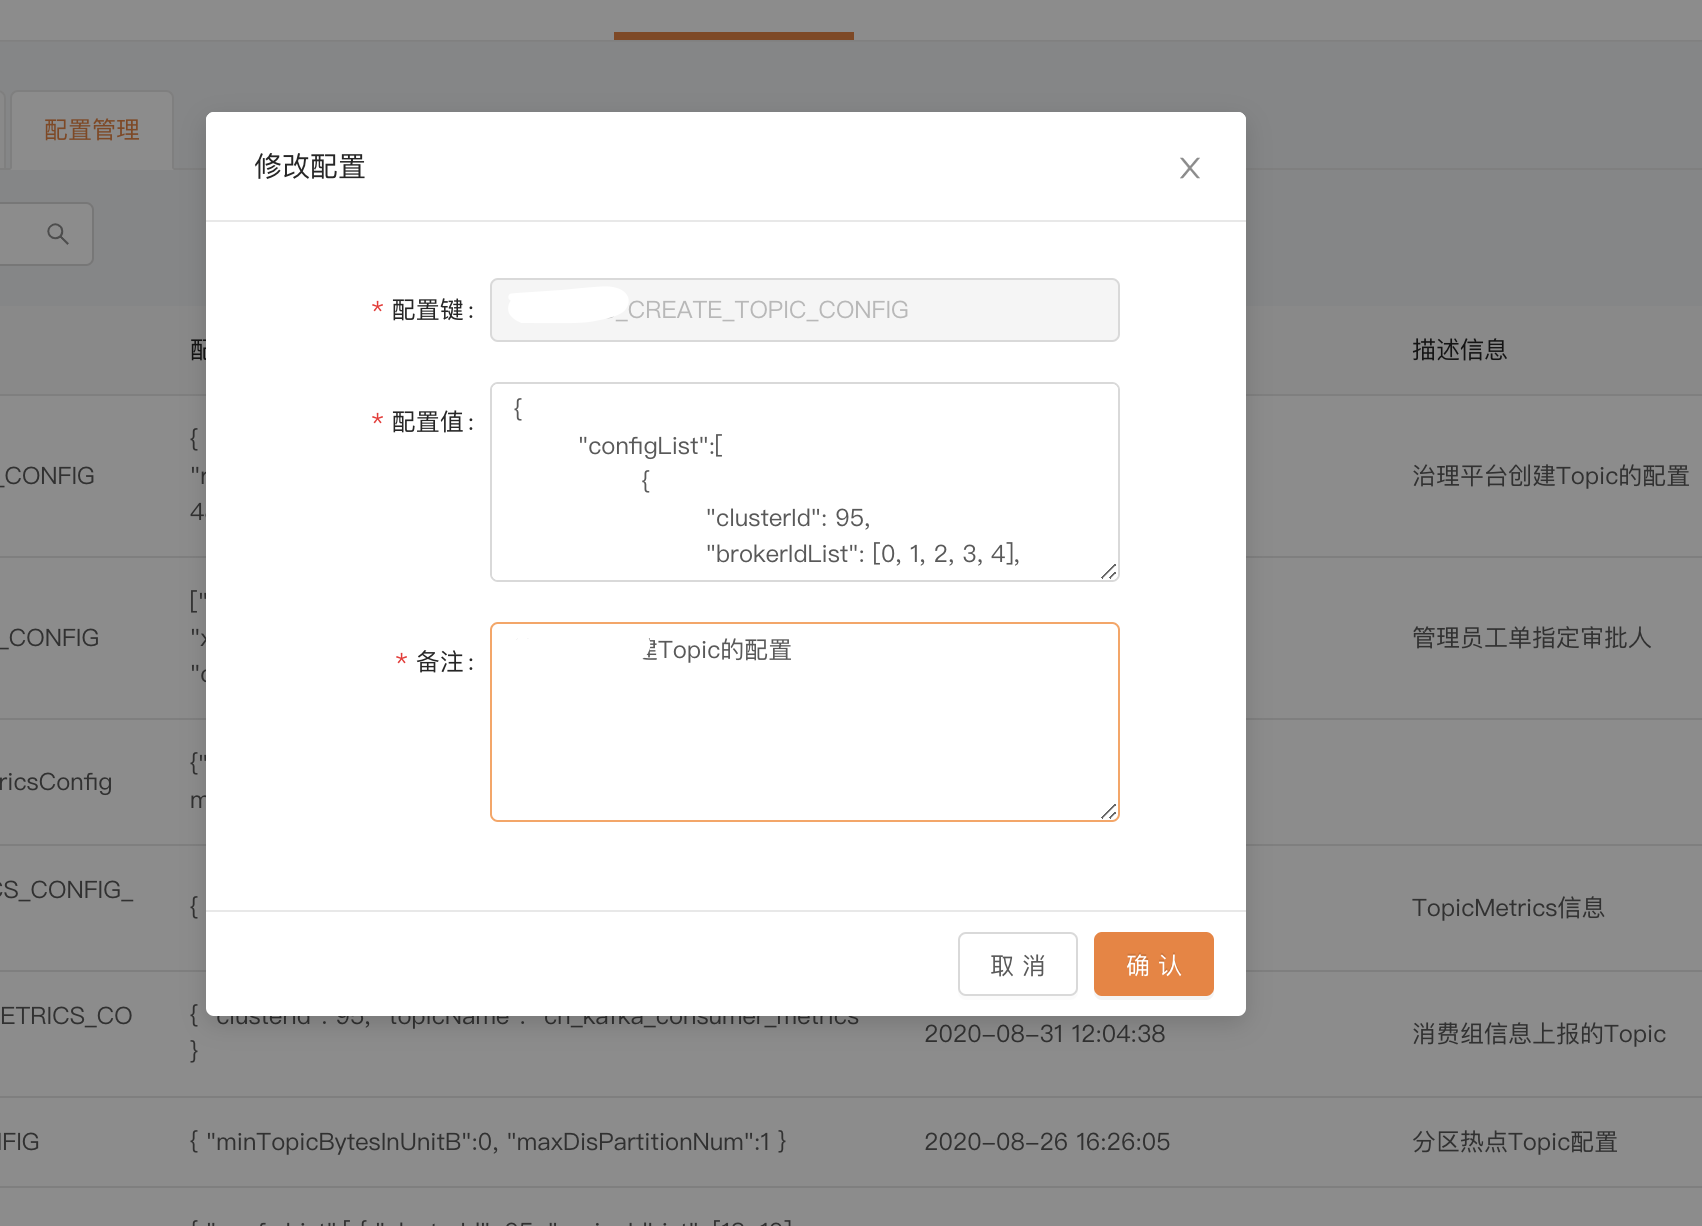 配置管理
修改配置
* 配置键:
_CREATE_TOPIC_CONFIG
* 配置值:
{
"configList":[
{
"clusterId": 95,
"brokerIdList": [0, 1, 2, 3, 4],
* 备注:
Topic的配置
取 消
确 认
描述信息
_CONFIG
{
4
治理平台创建Topic的配置
_CONFIG
["
管理员工单指定审批人
ricsConfig
{"
m
CS_CONFIG_
{
TopicMetrics信息
ETRICS_CO
{ "clusterId": 95, "topicName": "cn_kafka_consumer_metrics
}
2020-08-31 12:04:38
消费组信息上报的Topic
FIG
{ "minTopicBytesInUnitB":0, "maxDisPartitionNum":1 }
2020-08-26 16:26:05
分区热点Topic配置